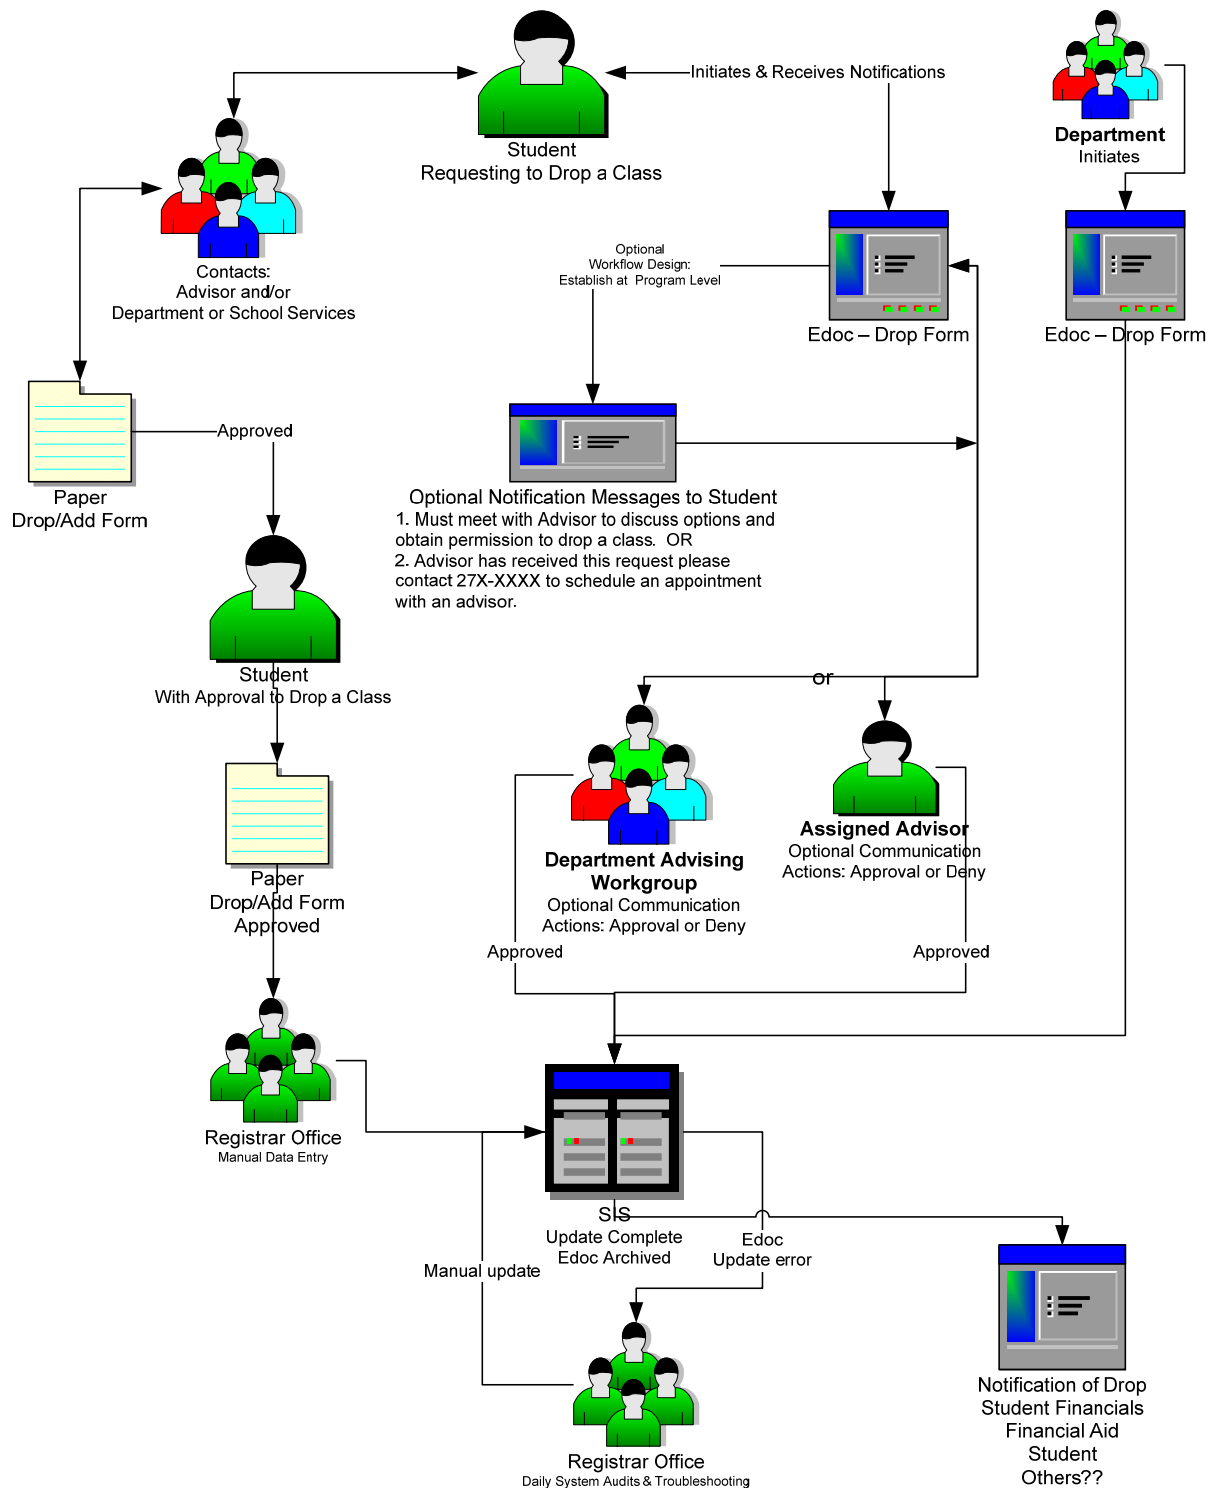 Initiates & Receives Notifications
Student
Requesting to Drop a Class
Department
Initiates
Contacts:
Advisor and/or
Department or School Services
Optional
Workflow Design:
Establish at Program Level
Edoc – Drop Form
Edoc – Drop Form
Approved
Paper
Drop/Add Form
Optional Notification Messages to Student
1. Must meet with Advisor to discuss options and
obtain permission to drop a class. OR
2. Advisor has received this request please
contact 27X-XXXX to schedule an appointment
with an advisor.
Student
With Approval to Drop a Class
or
Department Advising
Workgroup
Optional Communication
Actions: Approval or Deny
Assigned Advisor
Optional Communication
Actions: Approval or Deny
Paper
Drop/Add Form
Approved
Approved
Approved
Registrar Office
Manual Data Entry
SIS
Update Complete
Edoc Archived
Edoc
Update error
Manual update
Registrar Office
Daily System Audits & Troubleshooting
Notification of Drop
Student Financials
Financial Aid
Student
Others??